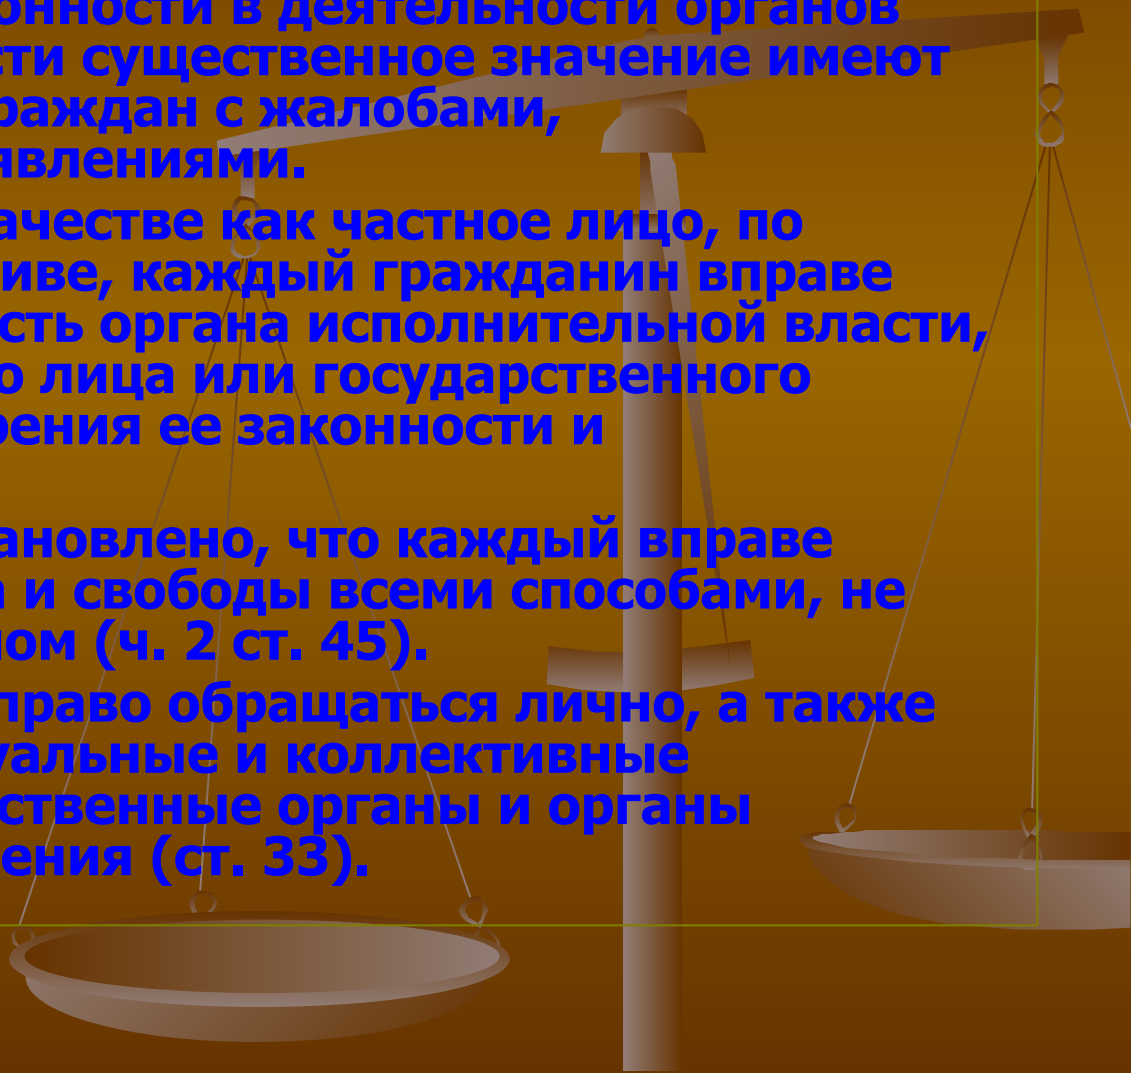 онности в деятельности органов
сти существенное значение имеют
раждан с жалобами,
явлениями.
ачестве как частное лицо, по
иве, каждый гражданин вправе
сть органа исполнительной власти,
о лица или государственного
рения ее законности и
ановлено, что каждый вправе
а и свободы всеми способами, не
ом (ч. 2 ст. 45).
право обращаться лично, а также
уальные и коллективные
ственные органы и органы
ения (ст. 33).